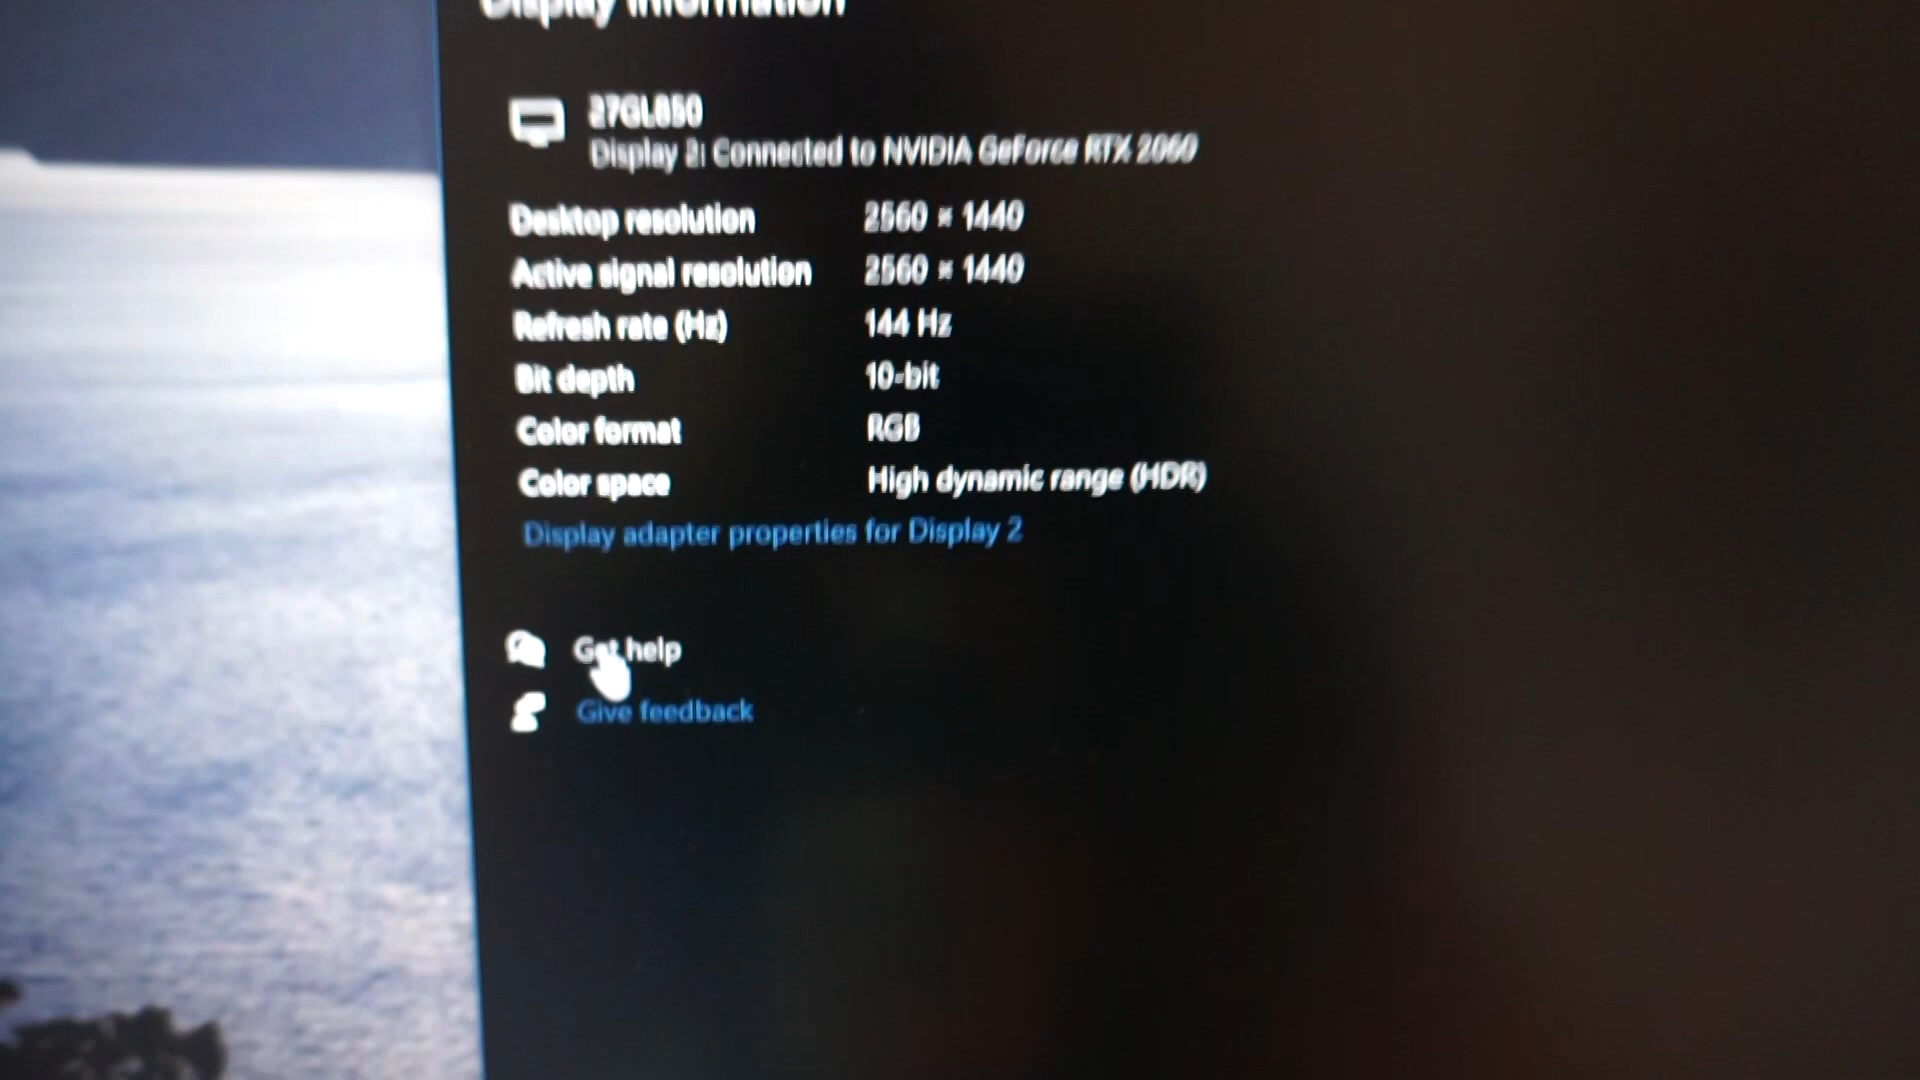 Display information
27GL850
Display 2: Connected to NVIDIA GeForce RTX 2060
Desktop resolution 2560 × 1440
Active signal resolution 2560 × 1440
Refresh rate (Hz) 144 Hz
Bit depth 10-bit
Color format RGB
Color space High dynamic range (HDR)
Display adapter properties for Display 2
Get help
Give feedback